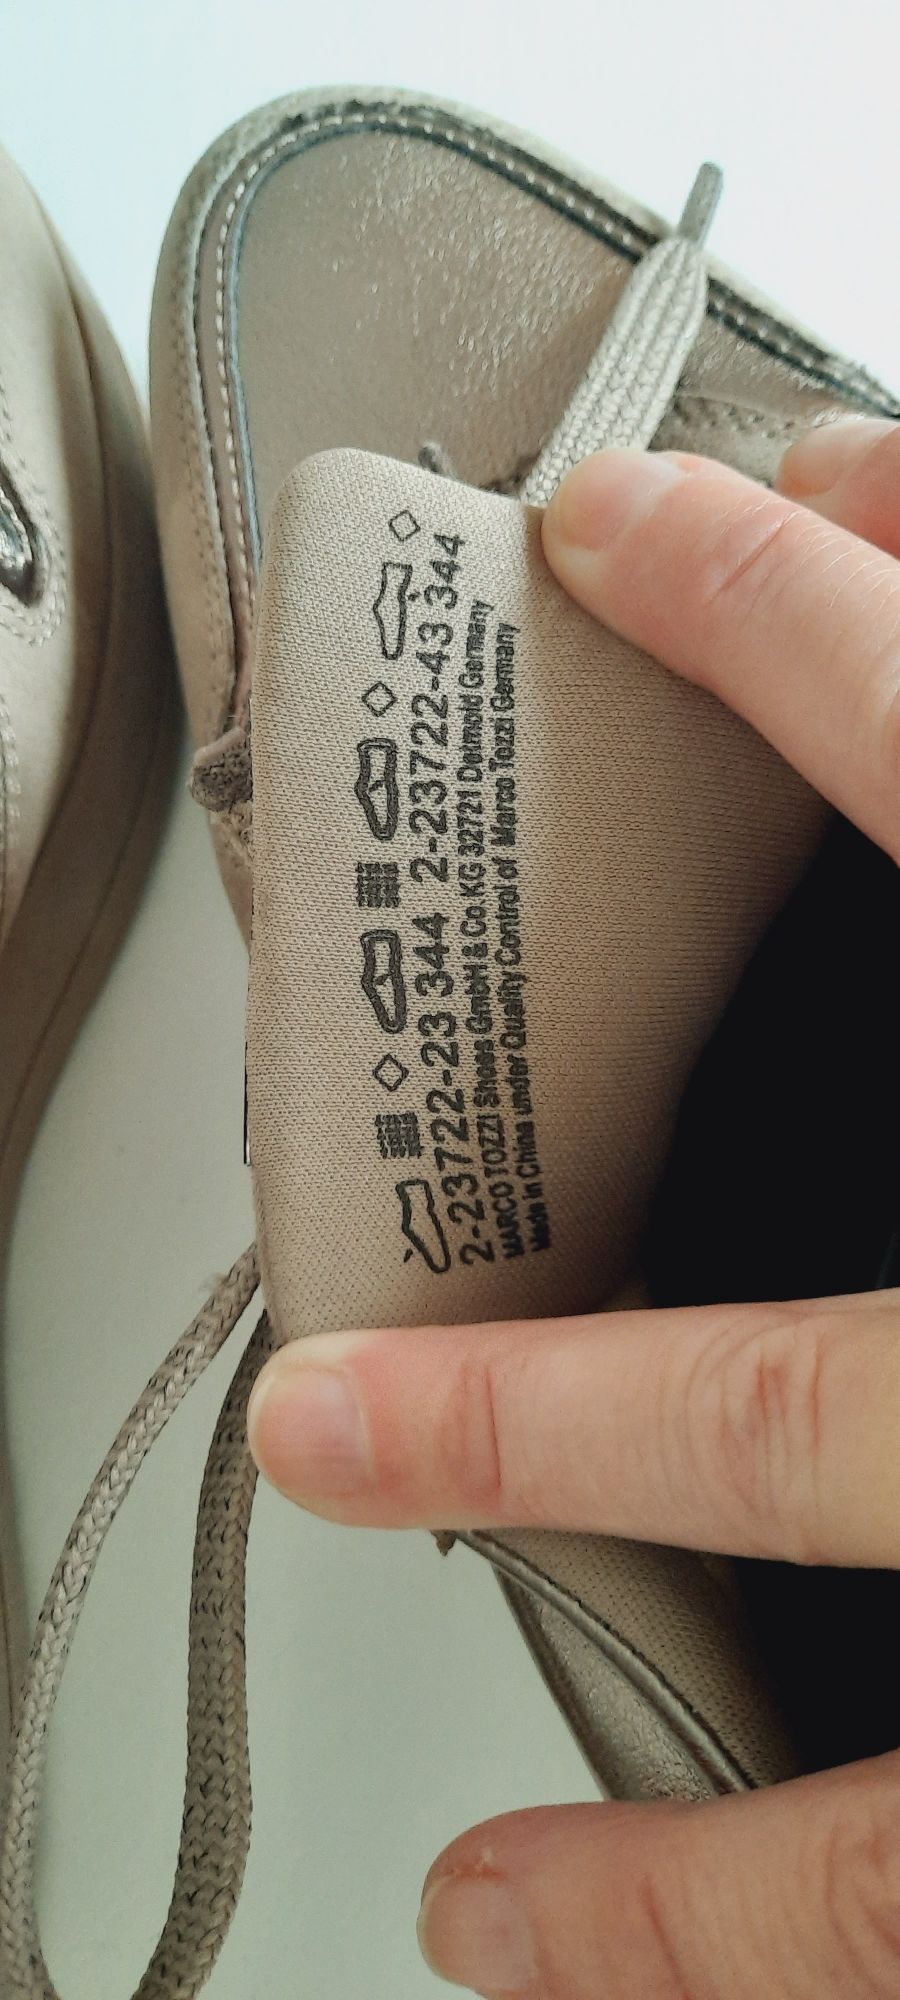 2-23722-23 344 2-23722-43 344
MARCO TOZZI Shoes GmbH & Co.KG 32721 Detmold Germany
Made in China under Quality Control of Marco Tozzi Germany